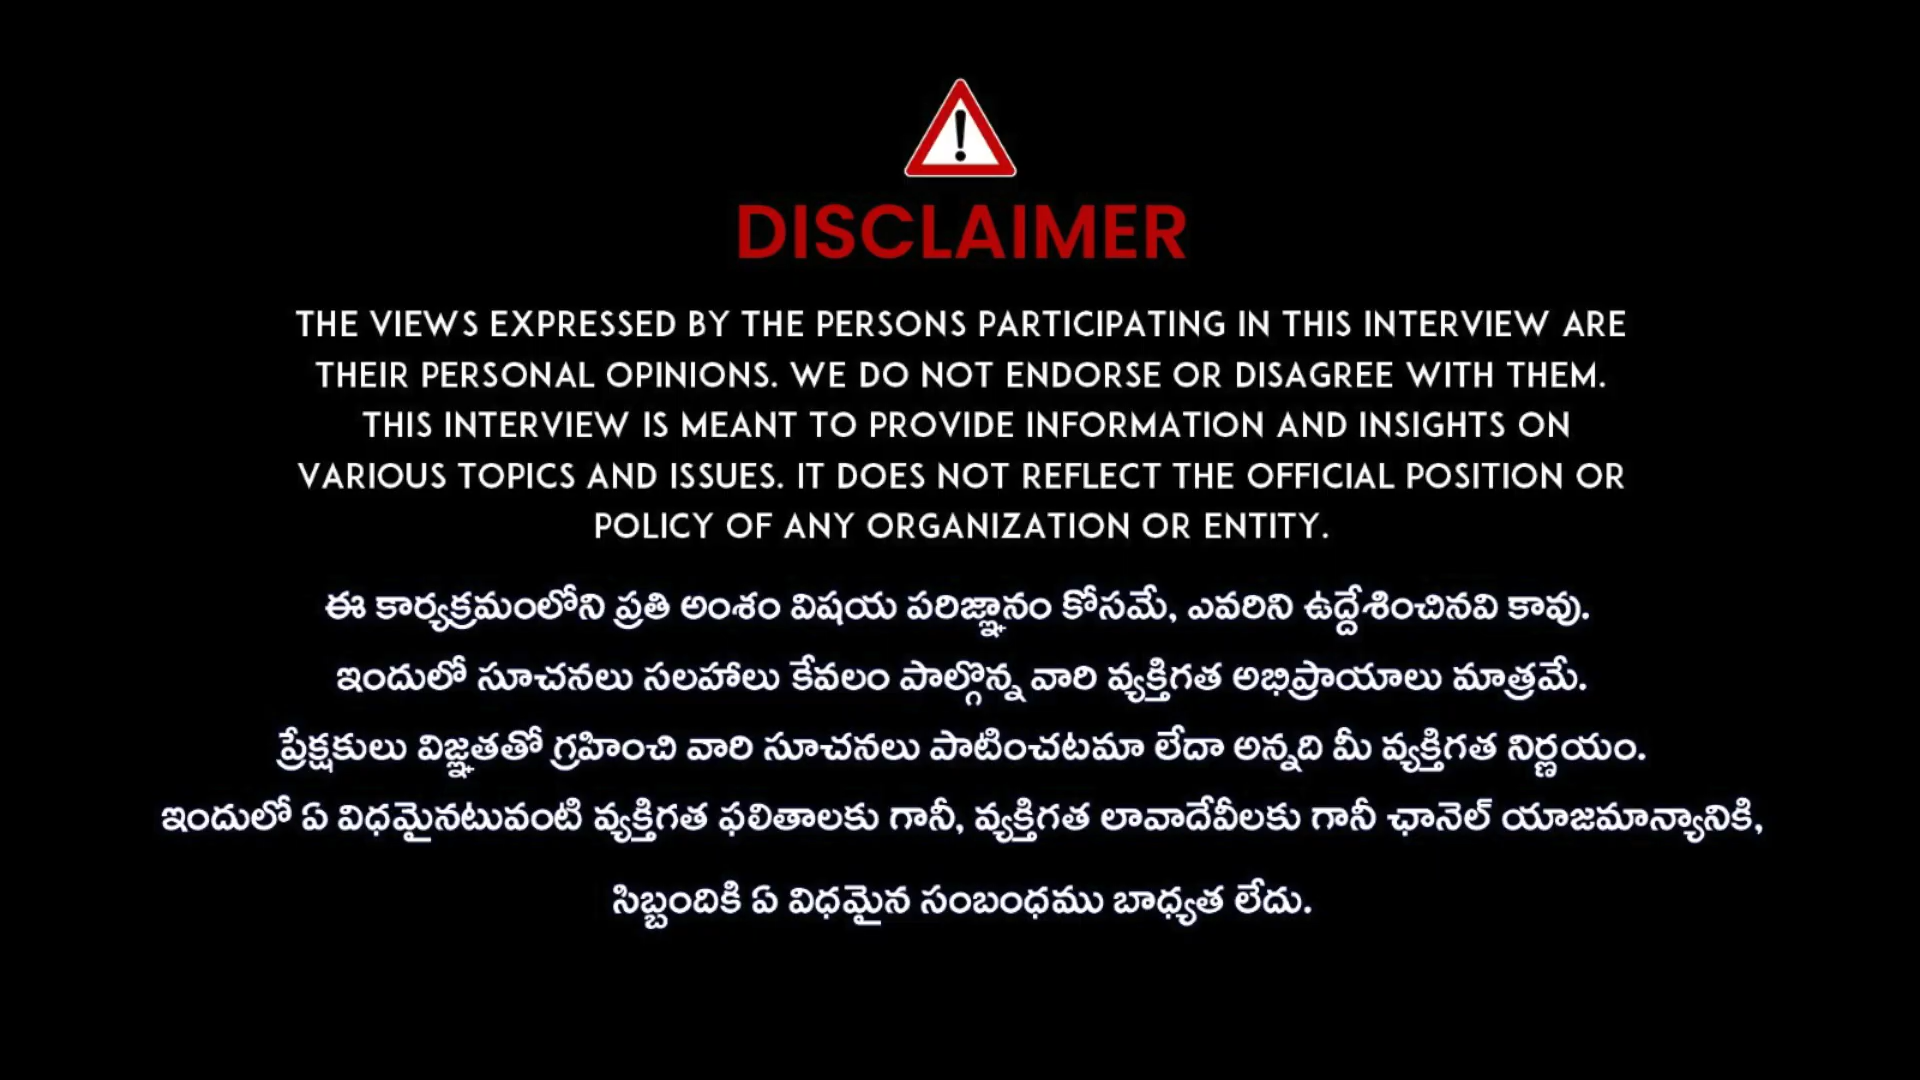 DISCLAIMER
THE VIEWS EXPRESSED BY THE PERSONS PARTICIPATING IN THIS INTERVIEW ARE
THEIR PERSONAL OPINIONS. WE DO NOT ENDORSE OR DISAGREE WITH THEM.
THIS INTERVIEW IS MEANT TO PROVIDE INFORMATION AND INSIGHTS ON
VARIOUS TOPICS AND ISSUES. IT DOES NOT REFLECT THE OFFICIAL POSITION OR
POLICY OF ANY ORGANIZATION OR ENTITY.
ఈ కార్యక్రమంలోని ప్రతి అంశం విషయ పరిజ్ఞానం కోసమే, ఎవరిని ఉద్దేశించినవి కావు.
ఇందులో సూచనలు సలహాలు కేవలం పాల్గొన్న వారి వ్యక్తిగత అభిప్రాయాలు మాత్రమే.
ప్రేక్షకులు విజ్ఞతతో గ్రహించి వారి సూచనలు పాటించటమా లేదా అన్నది మీ వ్యక్తిగత నిర్ణయం.
ఇందులో ఏ విధమైనటువంటి వ్యక్తిగత ఫలితాలకు గానీ, వ్యక్తిగత లావాదేవీలకు గానీ ఛానెల్ యాజమాన్యానికి,
సిబ్బందికి ఏ విధమైన సంబంధము బాధ్యత లేదు.